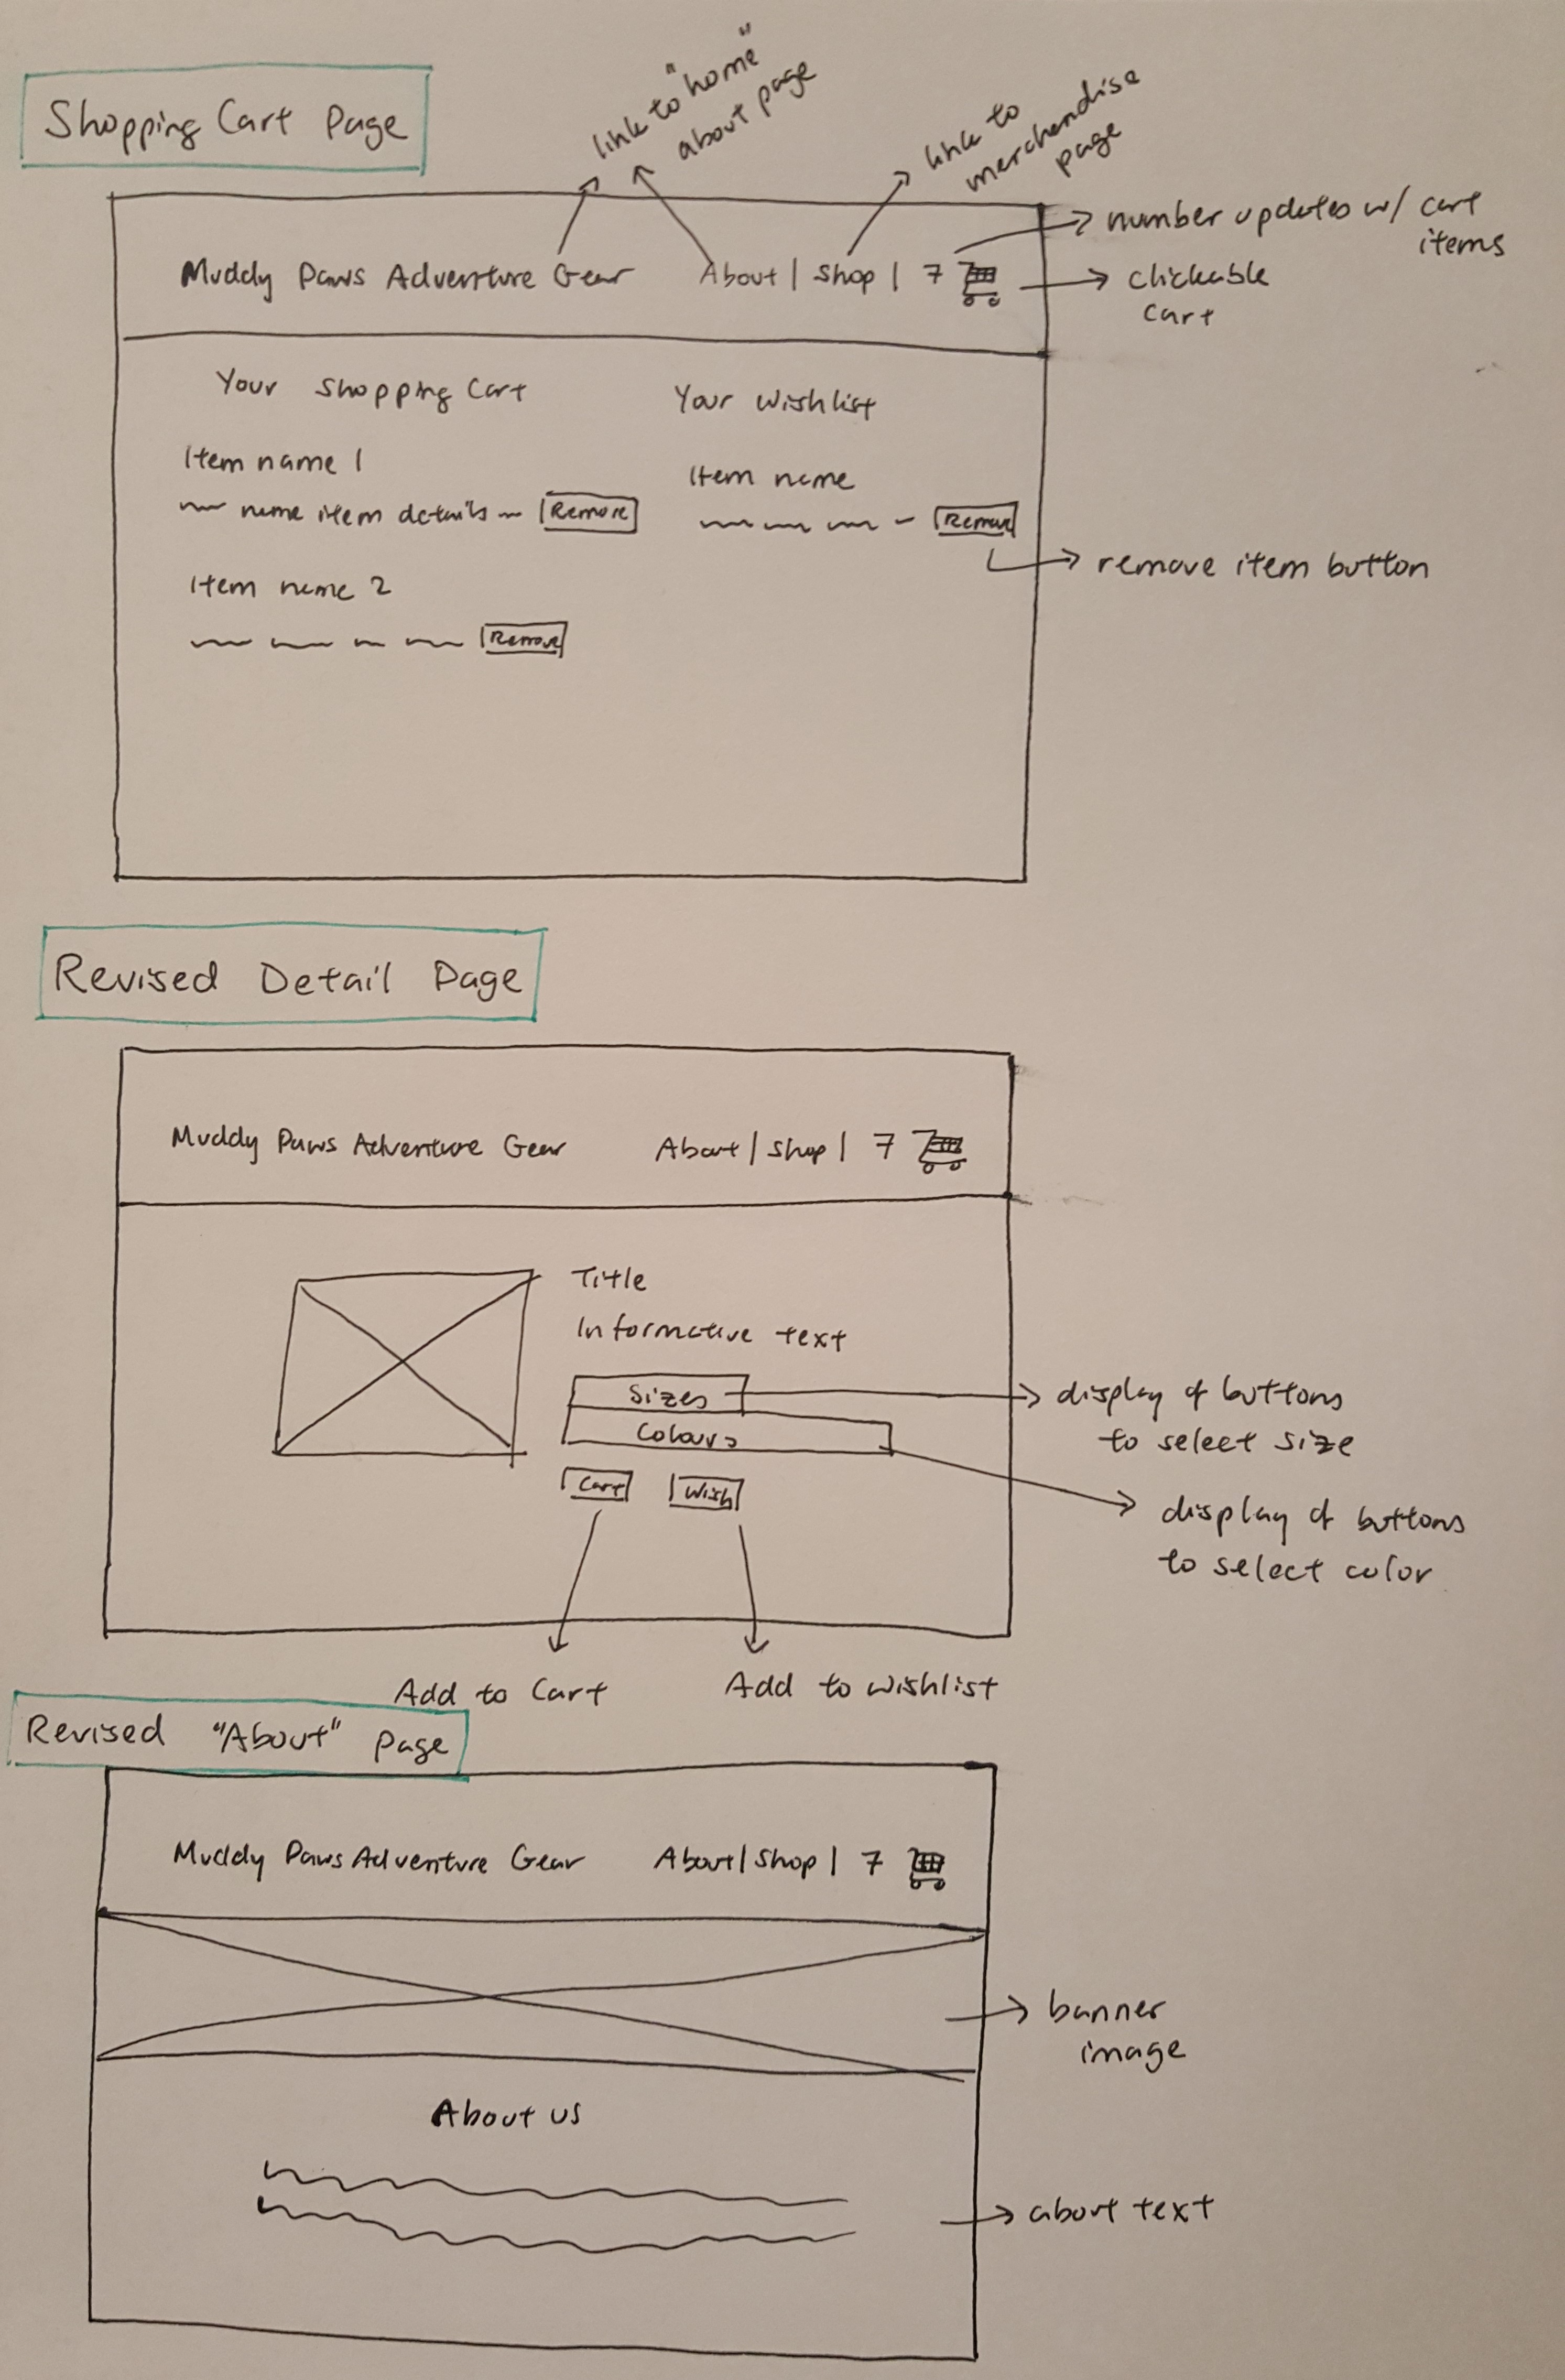 Shopping Cart Page
link to "home"
about page
link to
merchandise
page
number updates w/ cart
items
Muddy Paws Adventure Gear About | Shop | 7
clickable
cart
Your Shopping Cart
Your Wishlist
Item name 1
name item details Remove
Item name
Remove
remove item button
Item name 2
Remove
Revised Detail Page
Muddy Paws Adventure Gear About | Shop | 7
Title
Informative text
Sizes
display of buttons
to select size
Colours
Cart Wish
display of buttons
to select color
Add to Cart
Add to Wishlist
Revised "About" Page
Muddy Paws Adventure Gear About | Shop | 7
banner
image
About us
about text